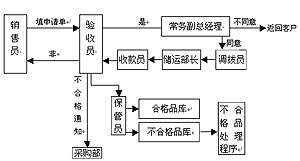 销售员
填申请单
非
验收员
是
常务副总经理
不同意
返回客户
同意
收款员
储运部长
调拨员
不合格通知
采购部
保管员
合格品库
不合格品库
不合格品处理程序